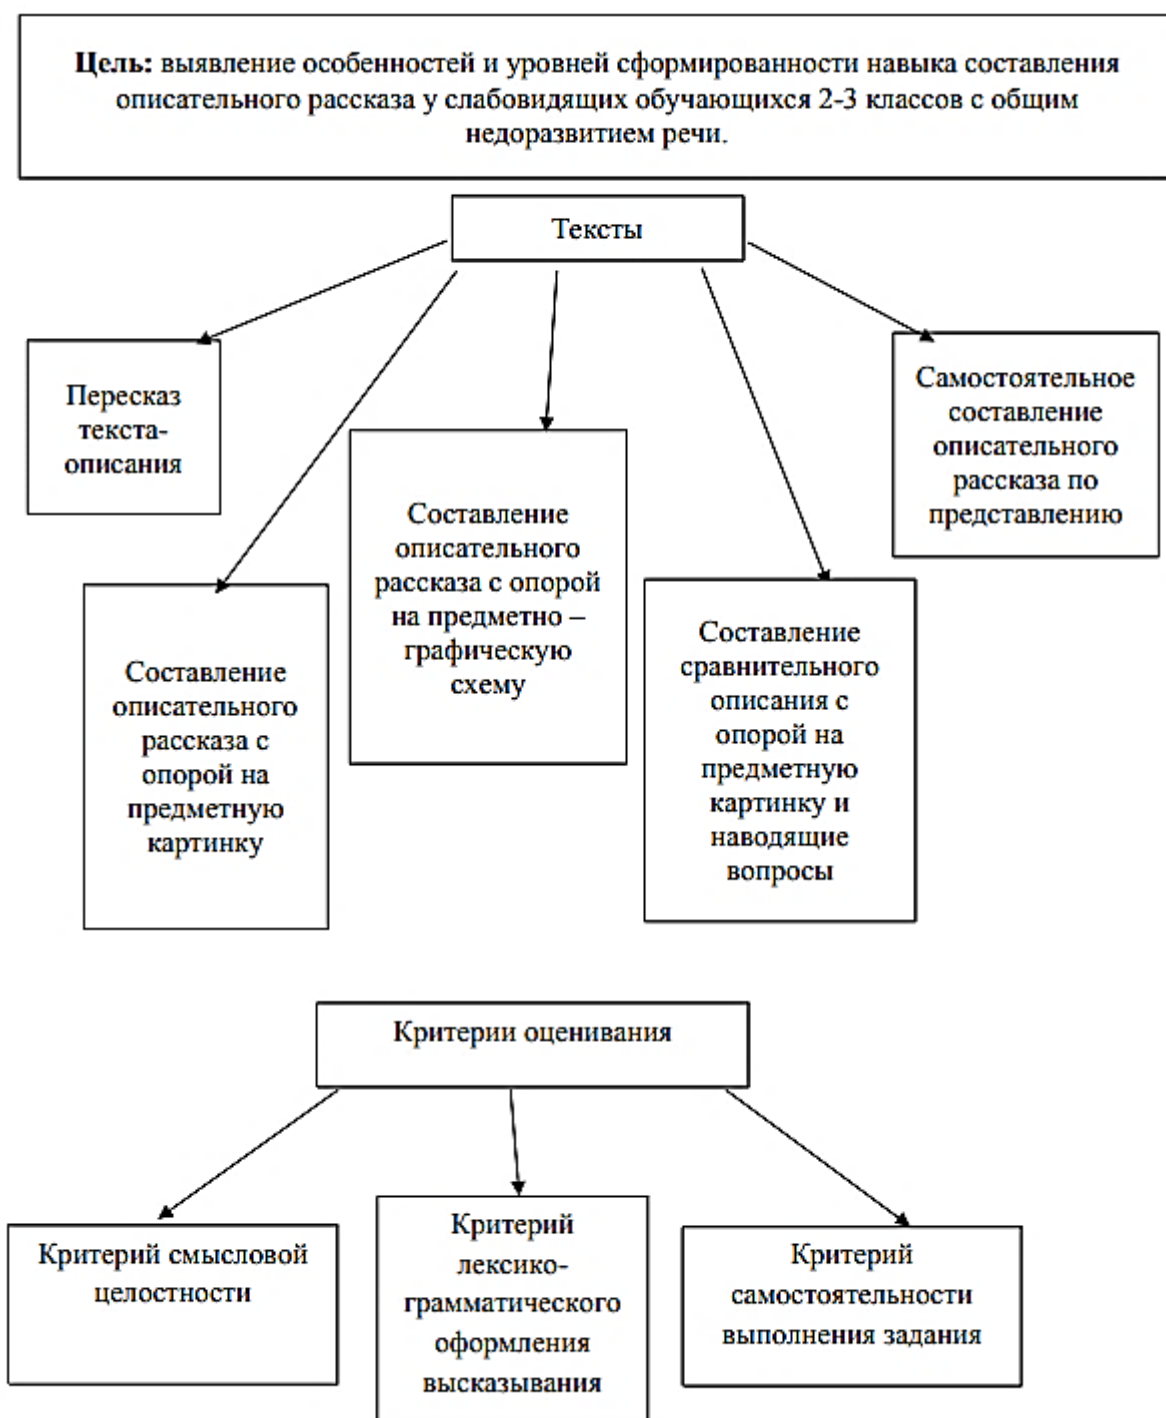 Цель: выявление особенностей и уровней сформированности навыка составления
описательного рассказа у слабовидящих обучающихся 2-3 классов с общим
недоразвитием речи.
Тексты
Пересказ
текста-
описания
Составление
описательного
рассказа с
опорой на
предметную
картинку
Составление
описательного
рассказа с опорой
на предметно –
графическую
схему
Составление
сравнительного
описания с
опорой на
предметную
картинку и
наводящие
вопросы
Самостоятельное
составление
описательного
рассказа по
представлению
Критерии оценивания
Критерий смысловой
целостности
Критерий
лексико-
грамматического
оформления
высказывания
Критерий
самостоятельности
выполнения задания